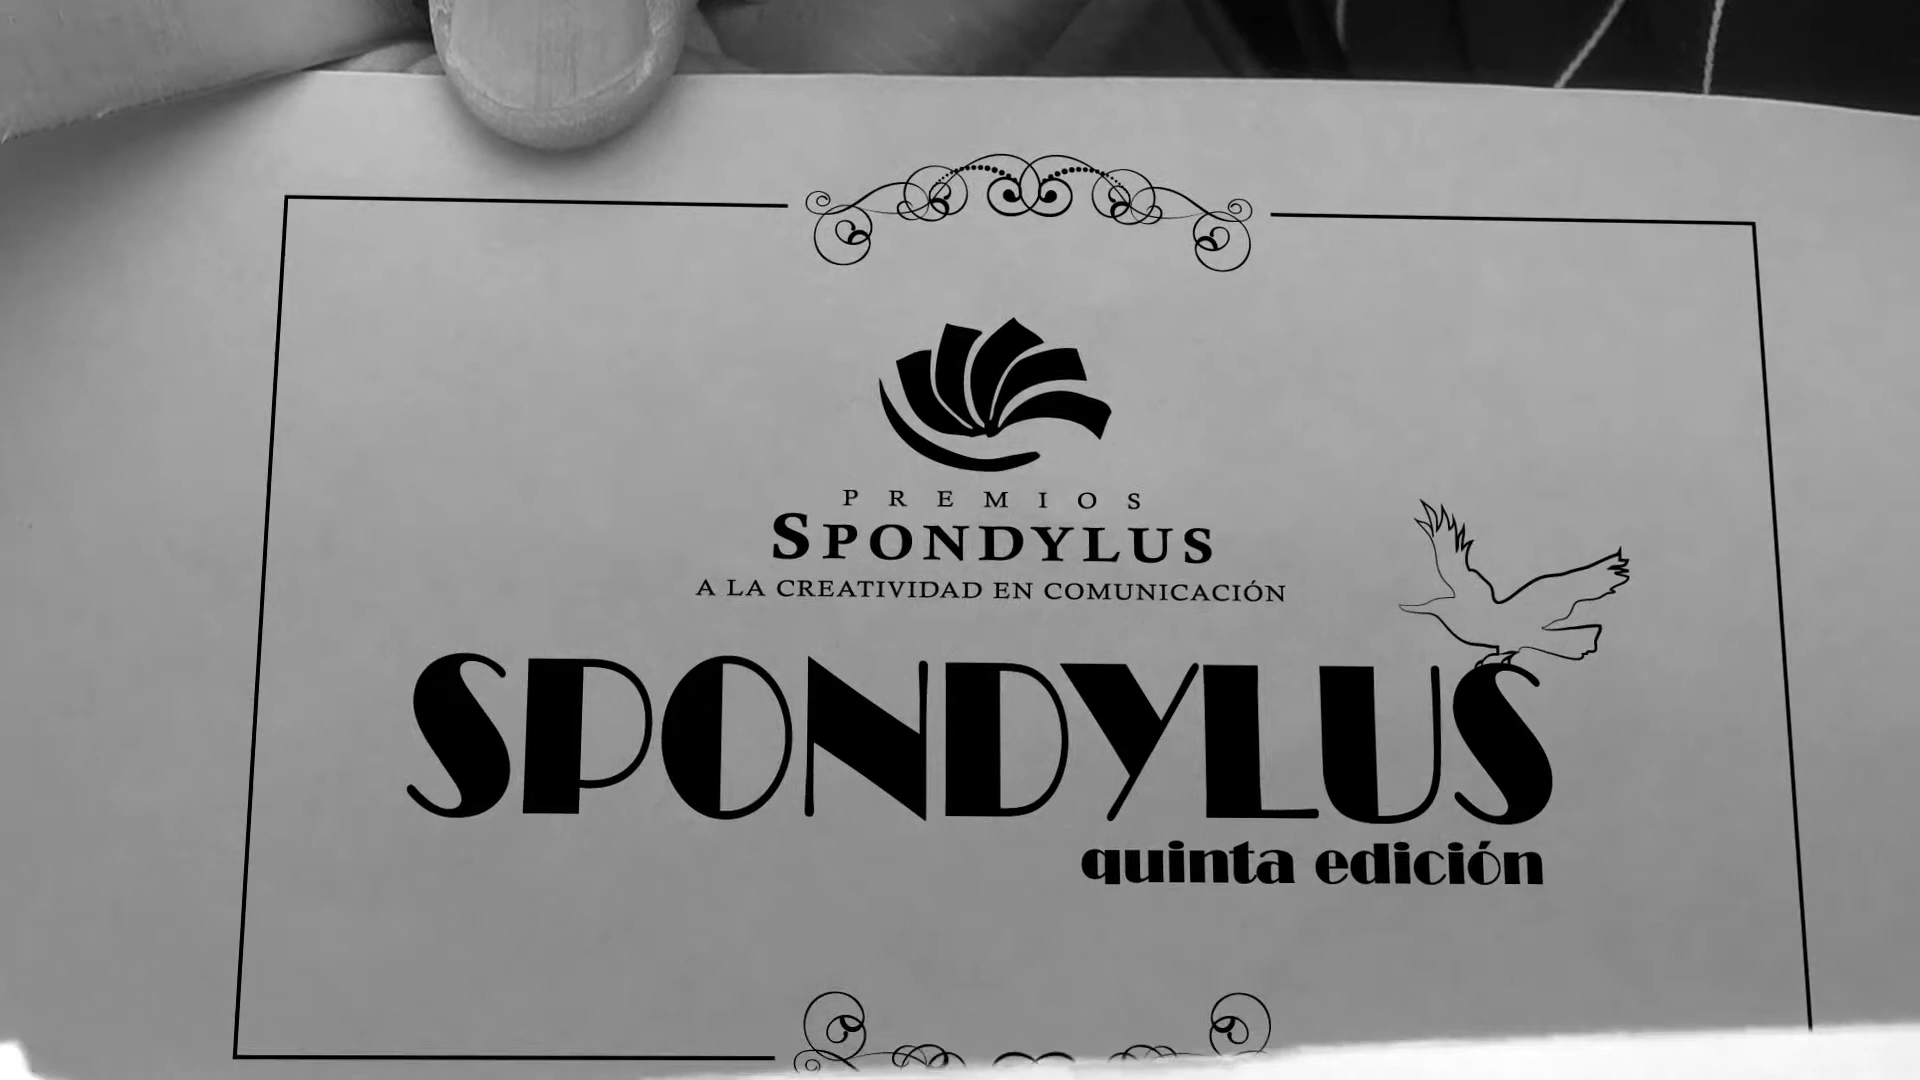 PREMIOS
SPONDYLUS
A LA CREATIVIDAD EN COMUNICACIÓN
SPONDYLUS
quinta edición